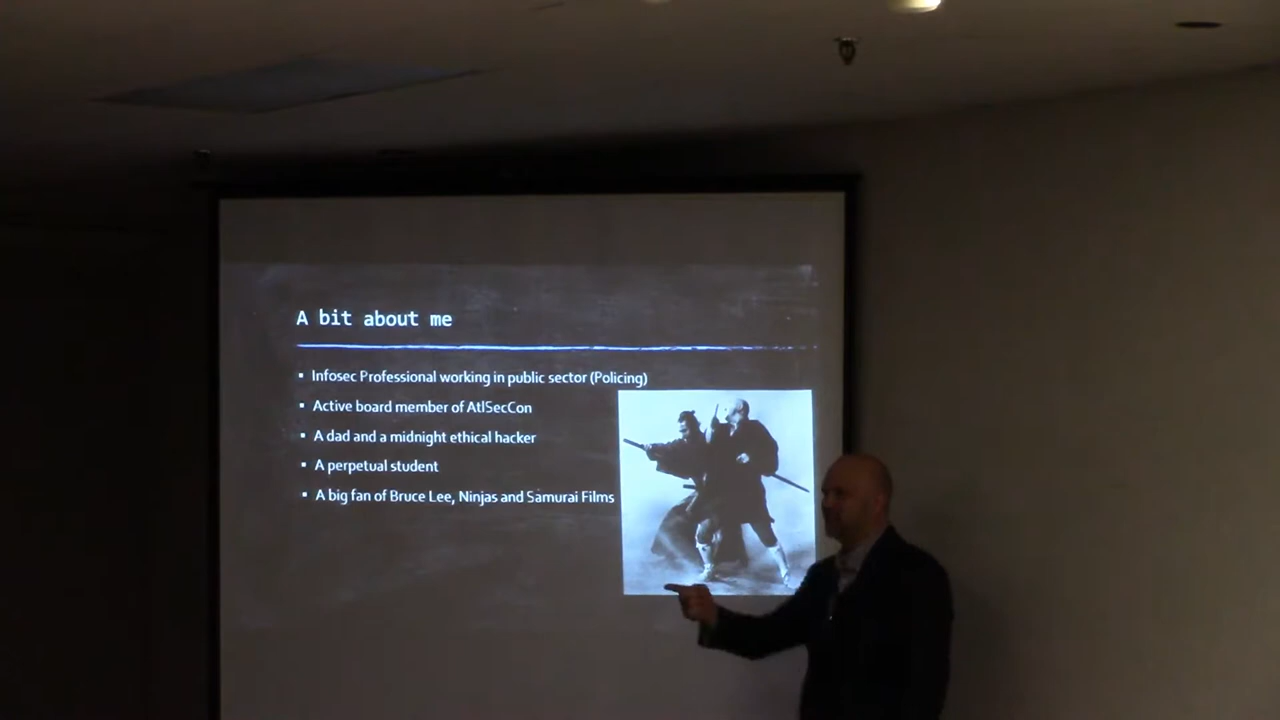 A bit about me
▪ Infosec Professional working in public sector (Policing)
▪ Active board member of AtlSecCon
▪ A dad and a midnight ethical hacker
▪ A perpetual student
▪ A big fan of Bruce Lee, Ninjas and Samurai Films